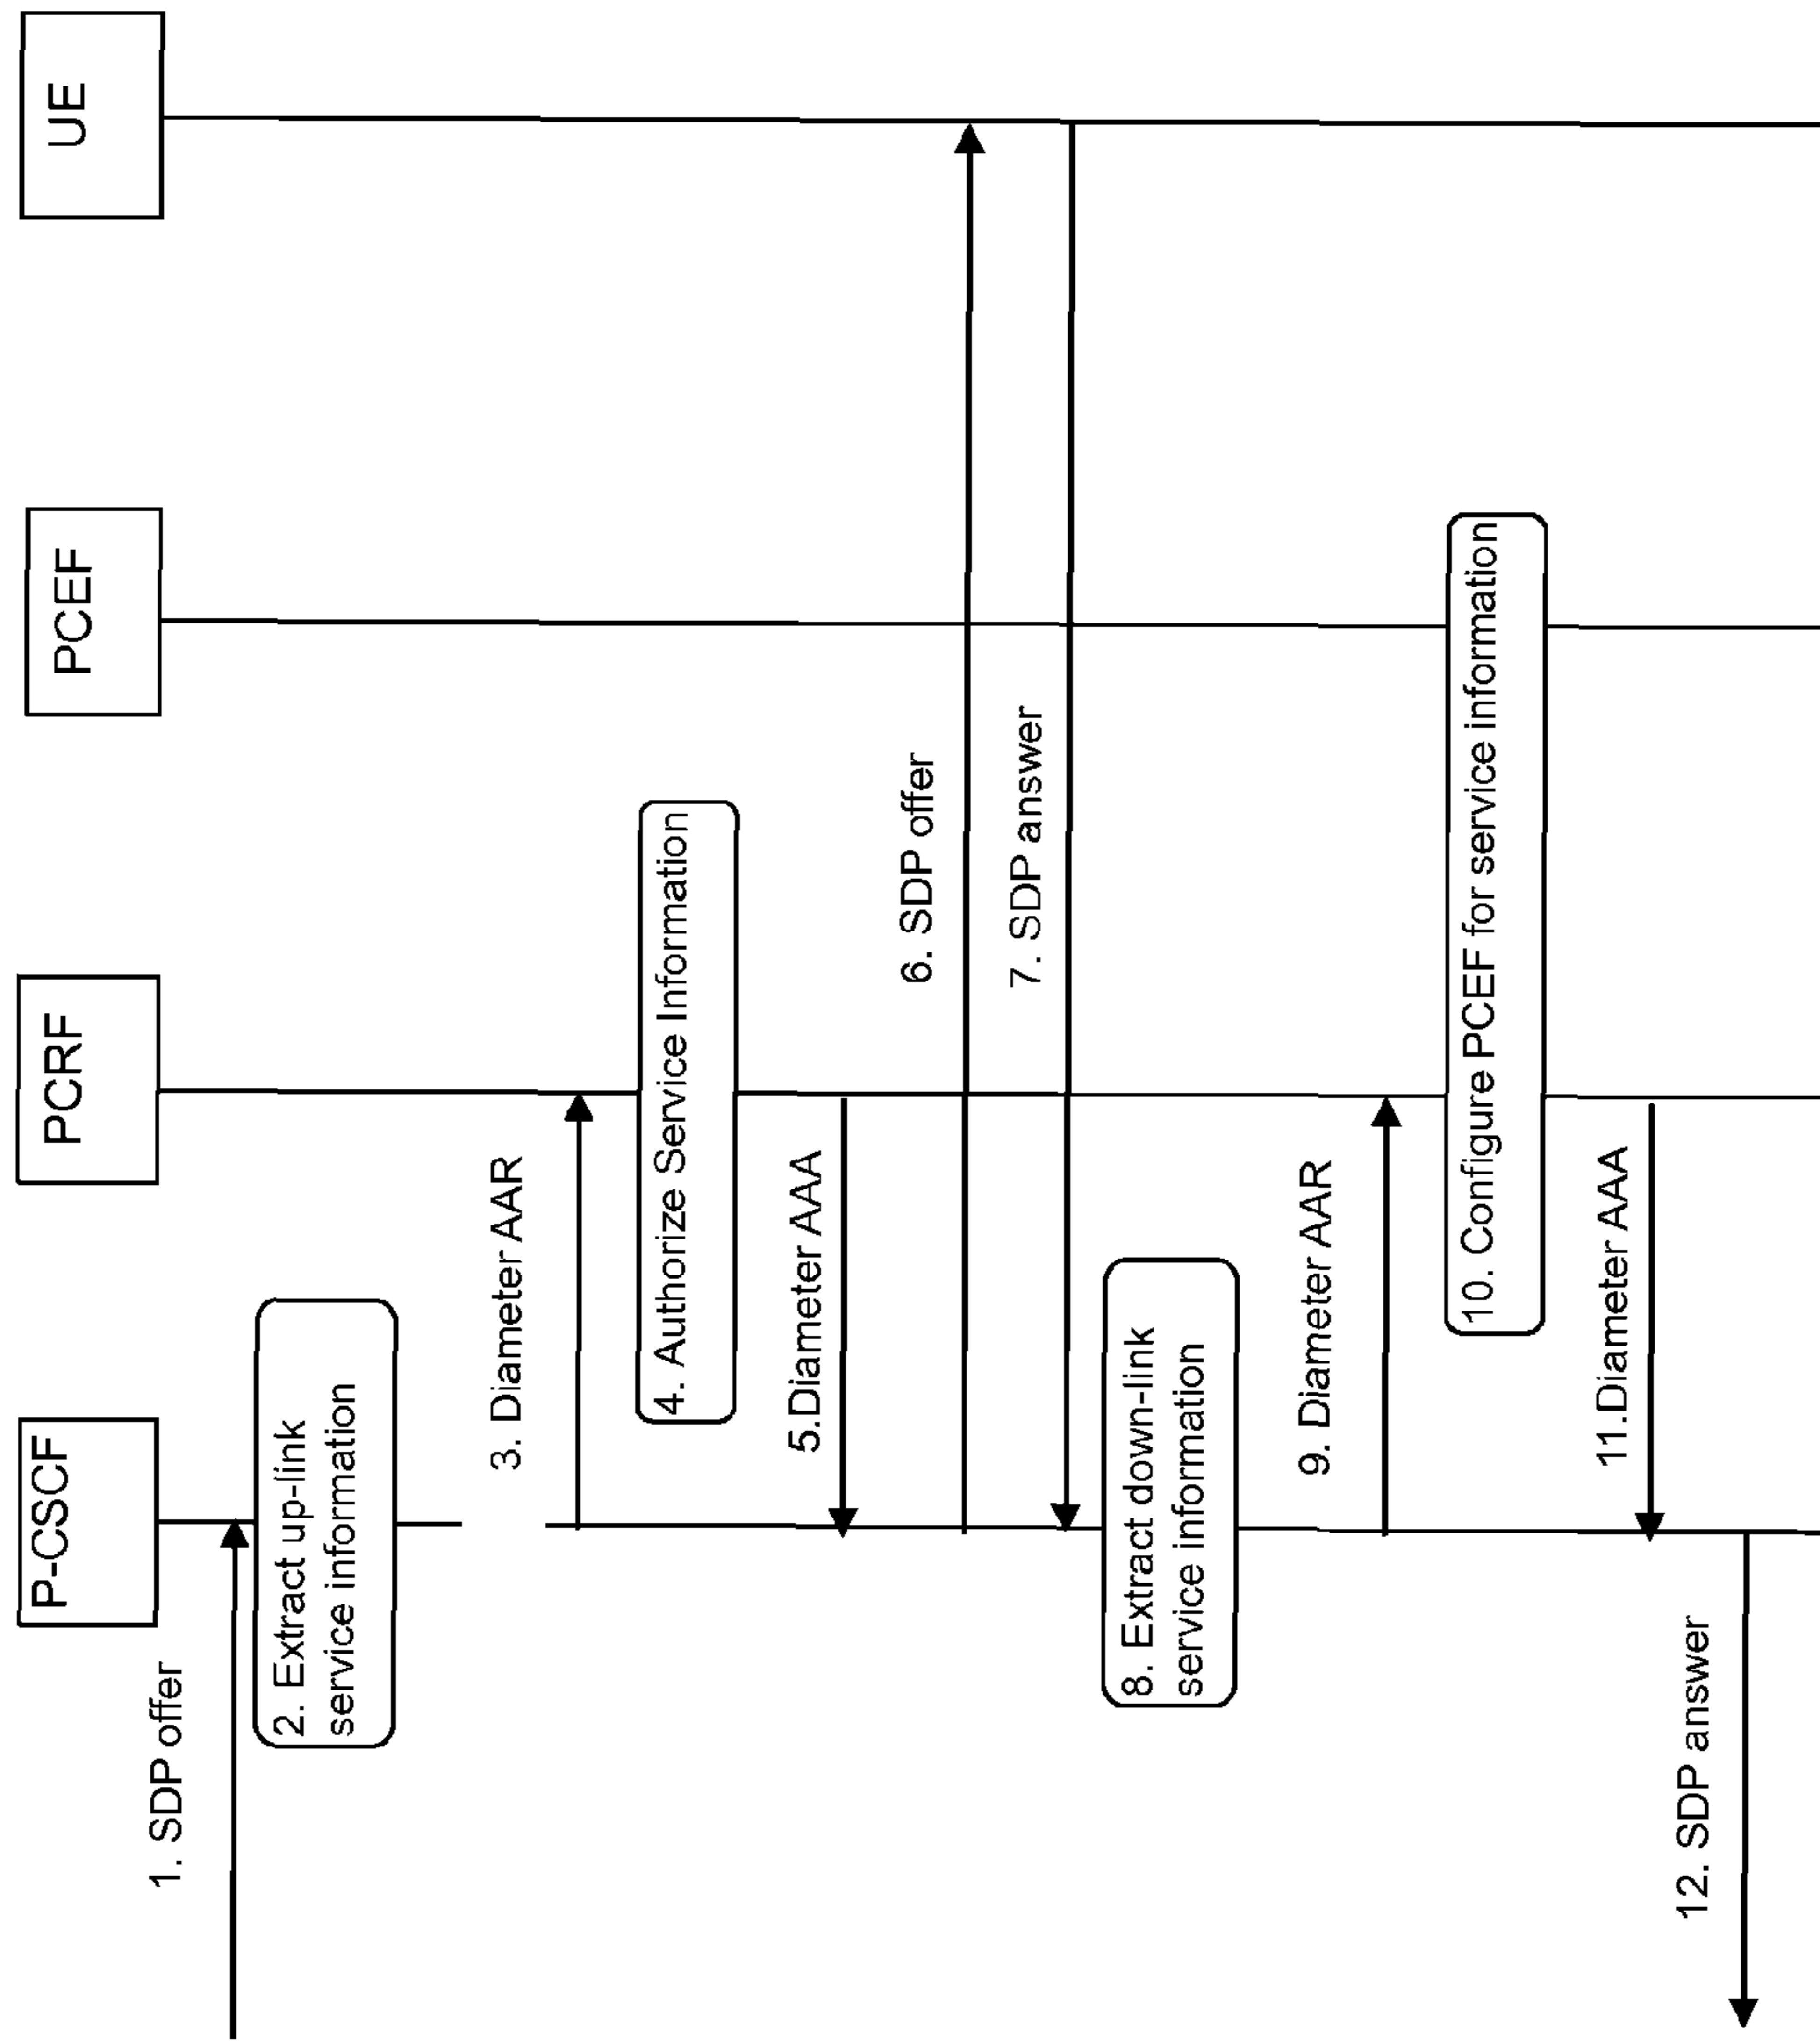 P-CSCF
PCRF
PCEF
UE
1. SDP offer
2. Extract up-link
service information
3. Diameter AAR
4. Authorize Service Information
5.Diameter AAA
6. SDP offer
7. SDP answer
8. Extract down-link
service information
9. Diameter AAR
10. Configure PCEF for service information
11.Diameter AAA
12. SDP answer